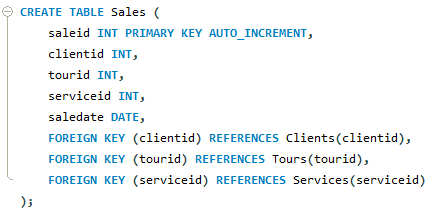 CREATE TABLE Sales (
    saleid INT PRIMARY KEY AUTO_INCREMENT,
    clientid INT,
    tourid INT,
    serviceid INT,
    saledate DATE,
    FOREIGN KEY (clientid) REFERENCES Clients(clientid),
    FOREIGN KEY (tourid) REFERENCES Tours(tourid),
    FOREIGN KEY (serviceid) REFERENCES Services(serviceid)
);